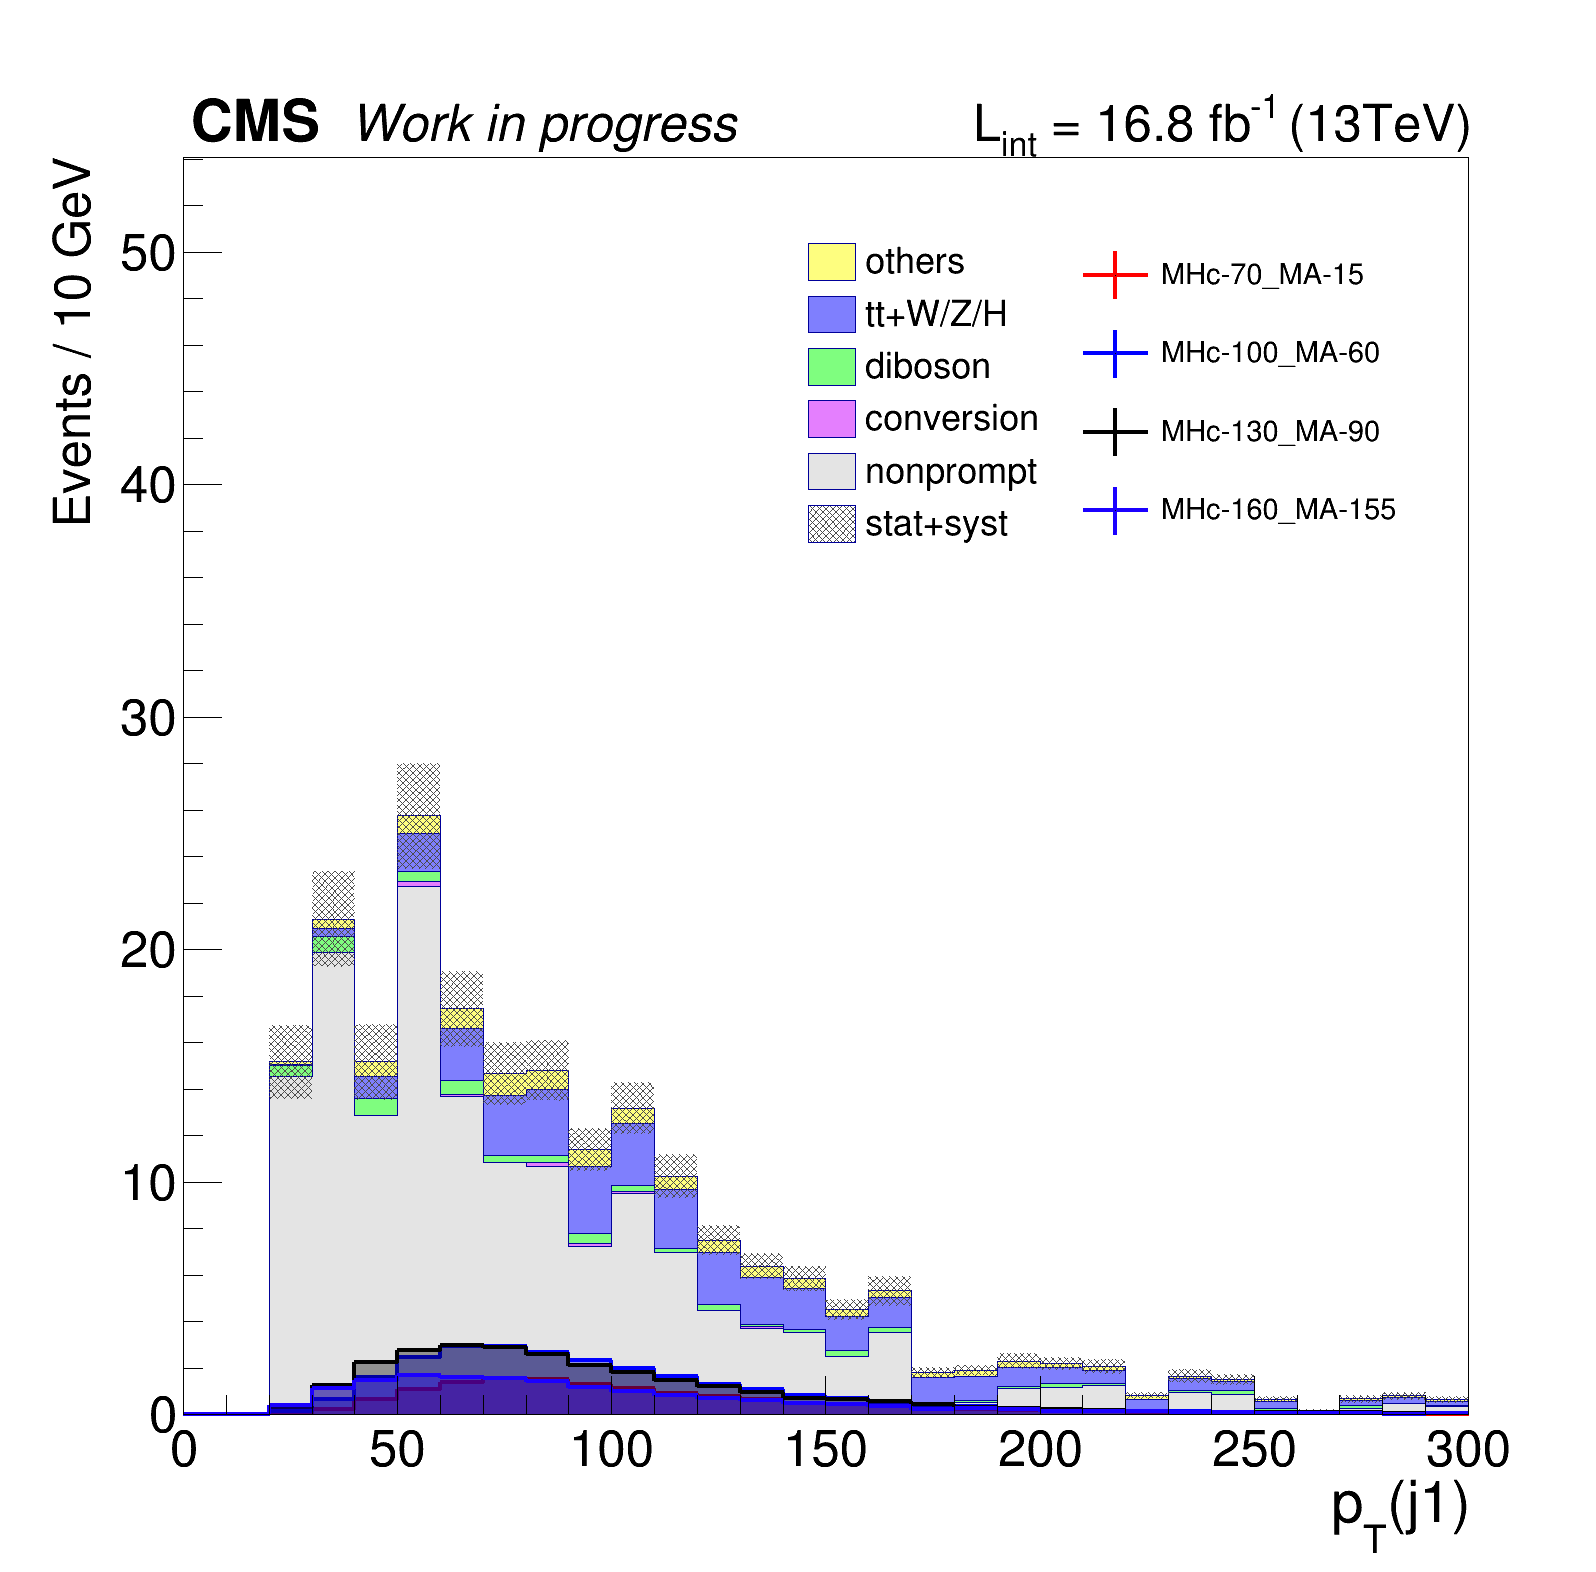 CMS Work in progress
L_int = 16.8 fb^-1 (13TeV)
Events / 10 GeV
50
40
30
20
10
0
others
tt+W/Z/H
diboson
conversion
nonprompt
stat+syst
MHc-70_MA-15
MHc-100_MA-60
MHc-130_MA-90
MHc-160_MA-155
0 50 100 150 200 250 300
p_T(j1)